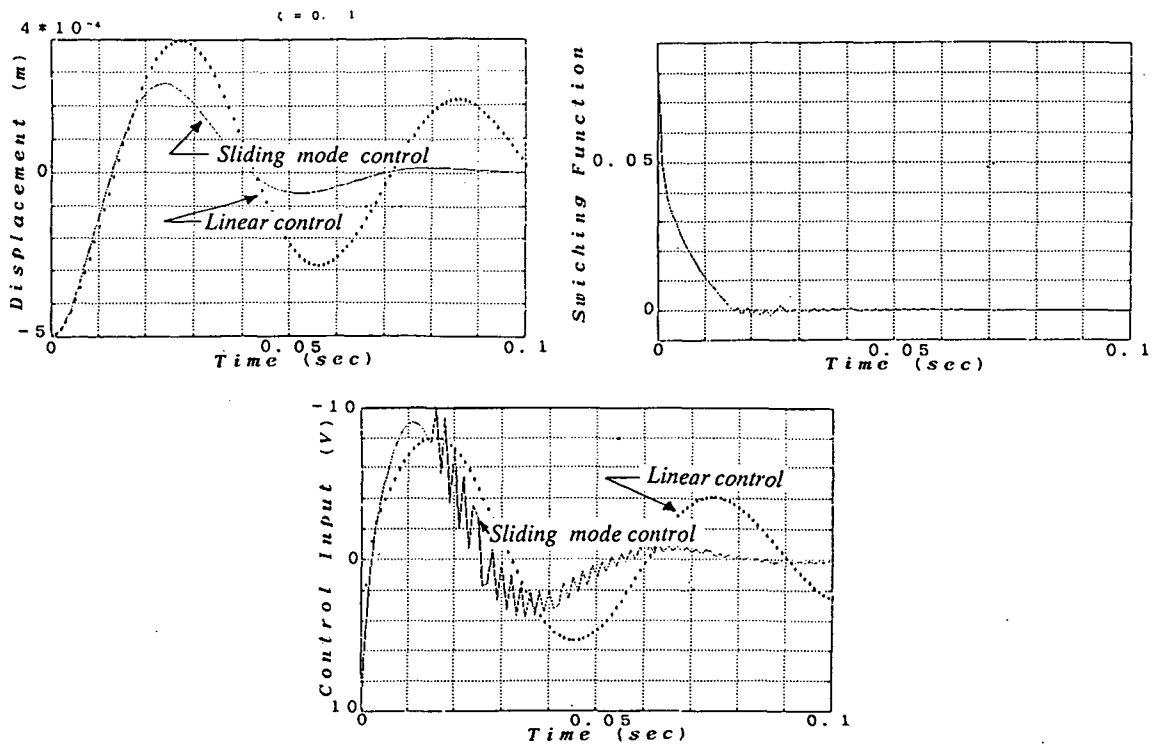 ζ = 0. 1
4 * 10⁻⁴
Displacement (m)
Sliding mode control
0
Linear control
-5
0
0.05
0.1
Time (sec)
Swiching Function
0.05
0
0
0.05
0.1
Time (sec)
-10
Control Input (V)
Linear control
Sliding mode control
0
10
0
0.05
0.1
Time (sec)